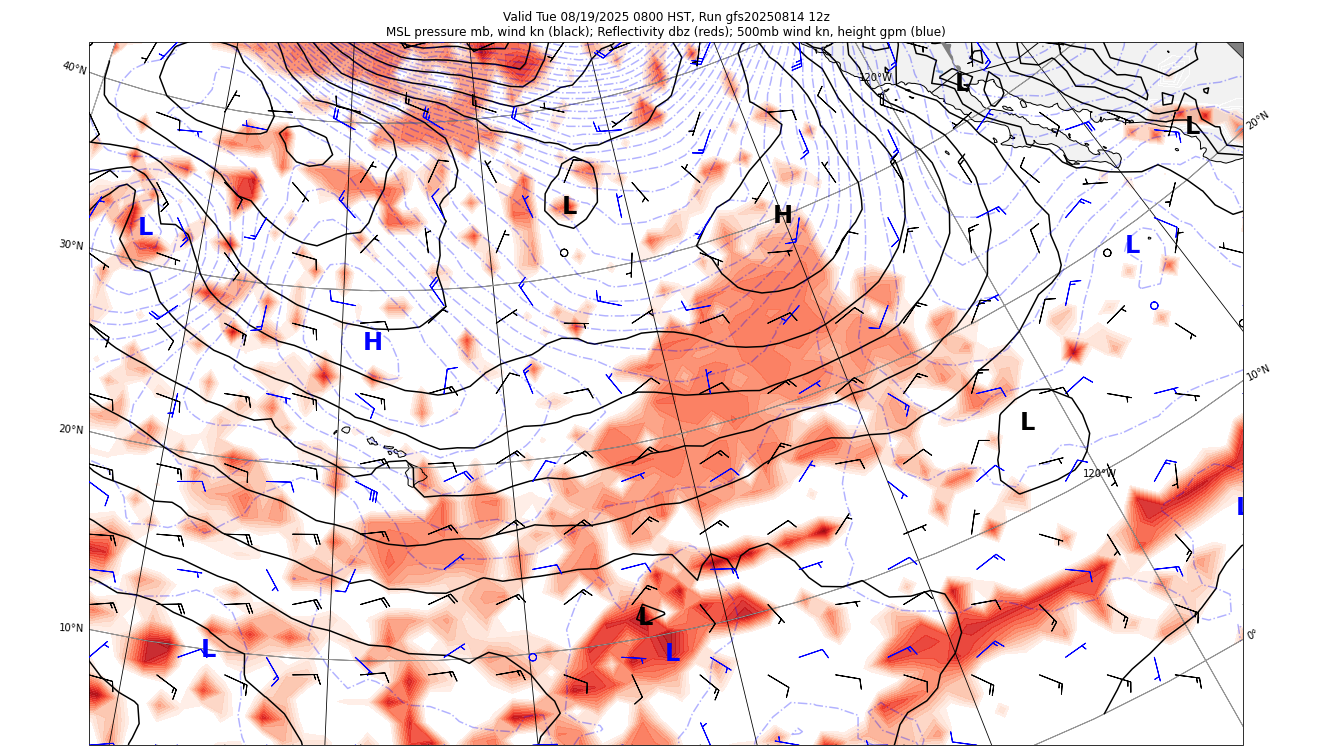 Valid Tue 08/19/2025 0800 HST, Run gfs20250814 12z
MSL pressure mb, wind kn (black); Reflectivity dbz (reds); 500mb wind kn, height gpm (blue)
40°N
120°W
L
L
20°N
L
H
L
30°N
L
H
10°N
20°N
L
120°W
L
10°N
L
L
L
0°